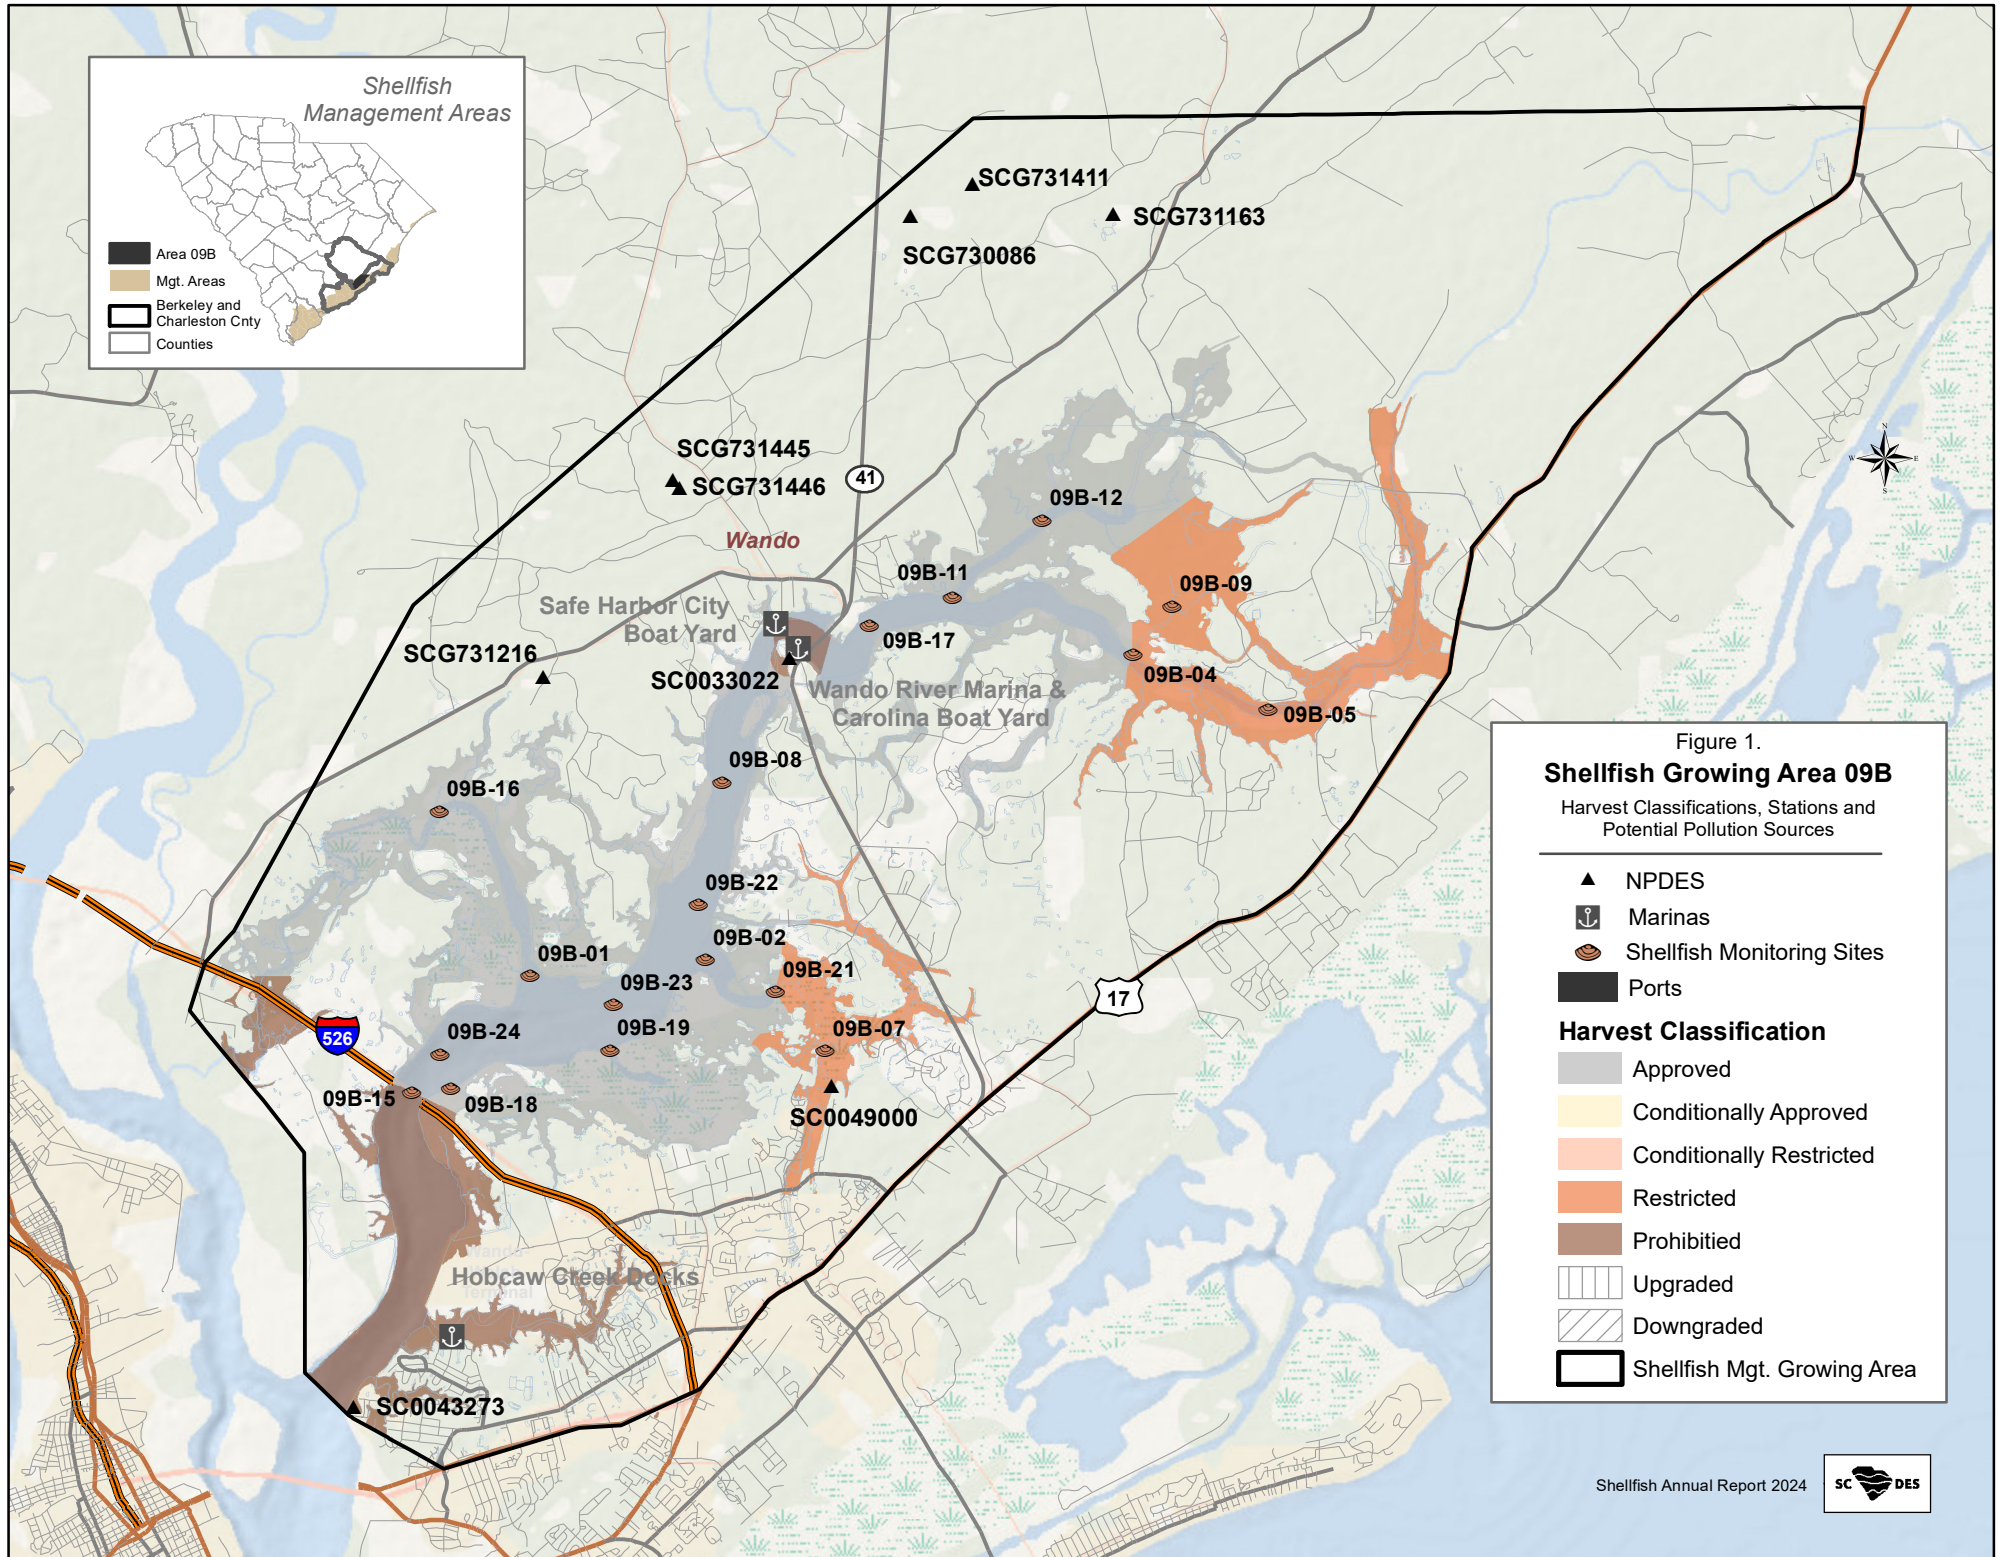 Shellfish
Management Areas
Area 09B
Mgt. Areas
Berkeley and
Charleston Cnty
Counties
SCG731411
SCG731163
SCG730086
SCG731445
SCG731446
41
Wando
09B-12
09B-11
09B-09
Safe Harbor City
Boat Yard
09B-17
SCG731216
SC0033022
09B-04
Wando River Marina &
Carolina Boat Yard
09B-05
09B-08
09B-16
09B-22
09B-02
09B-01
09B-21
09B-23
17
09B-19
09B-07
09B-24
526
09B-15
09B-18
SC0049000
Wando
Hobcaw Creek Docks
Terminal
SC0043273
N
W
E
S
Figure 1.
Shellfish Growing Area 09B
Harvest Classifications, Stations and
Potential Pollution Sources
NPDES
Marinas
Shellfish Monitoring Sites
Ports
Harvest Classification
Approved
Conditionally Approved
Conditionally Restricted
Restricted
Prohibitied
Upgraded
Downgraded
Shellfish Mgt. Growing Area
Shellfish Annual Report 2024
SC DES